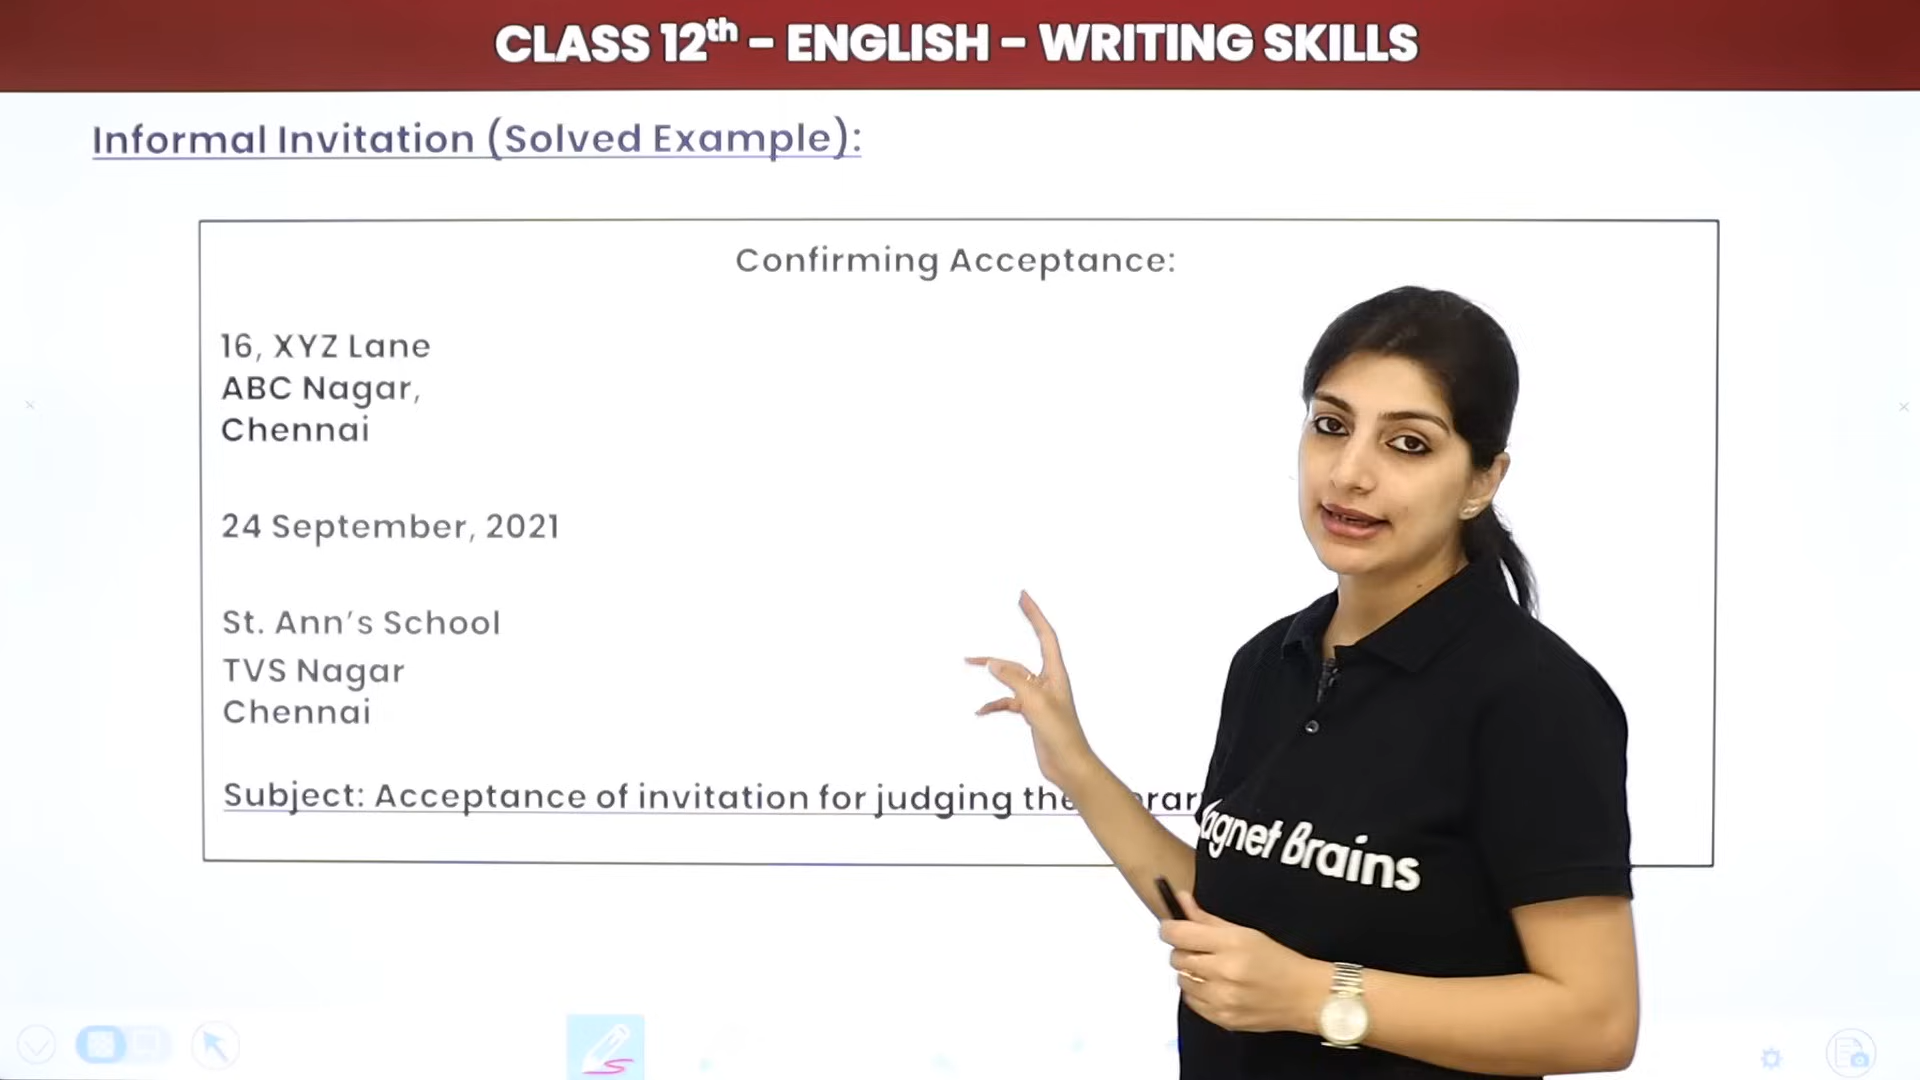 CLASS 12th - ENGLISH - WRITING SKILLS
Informal Invitation (Solved Example):
Confirming Acceptance:
16, XYZ Lane
ABC Nagar,
Chennai
24 September, 2021
St. Ann's School
TVS Nagar
Chennai
Subject: Acceptance of invitation for judging the
Brains